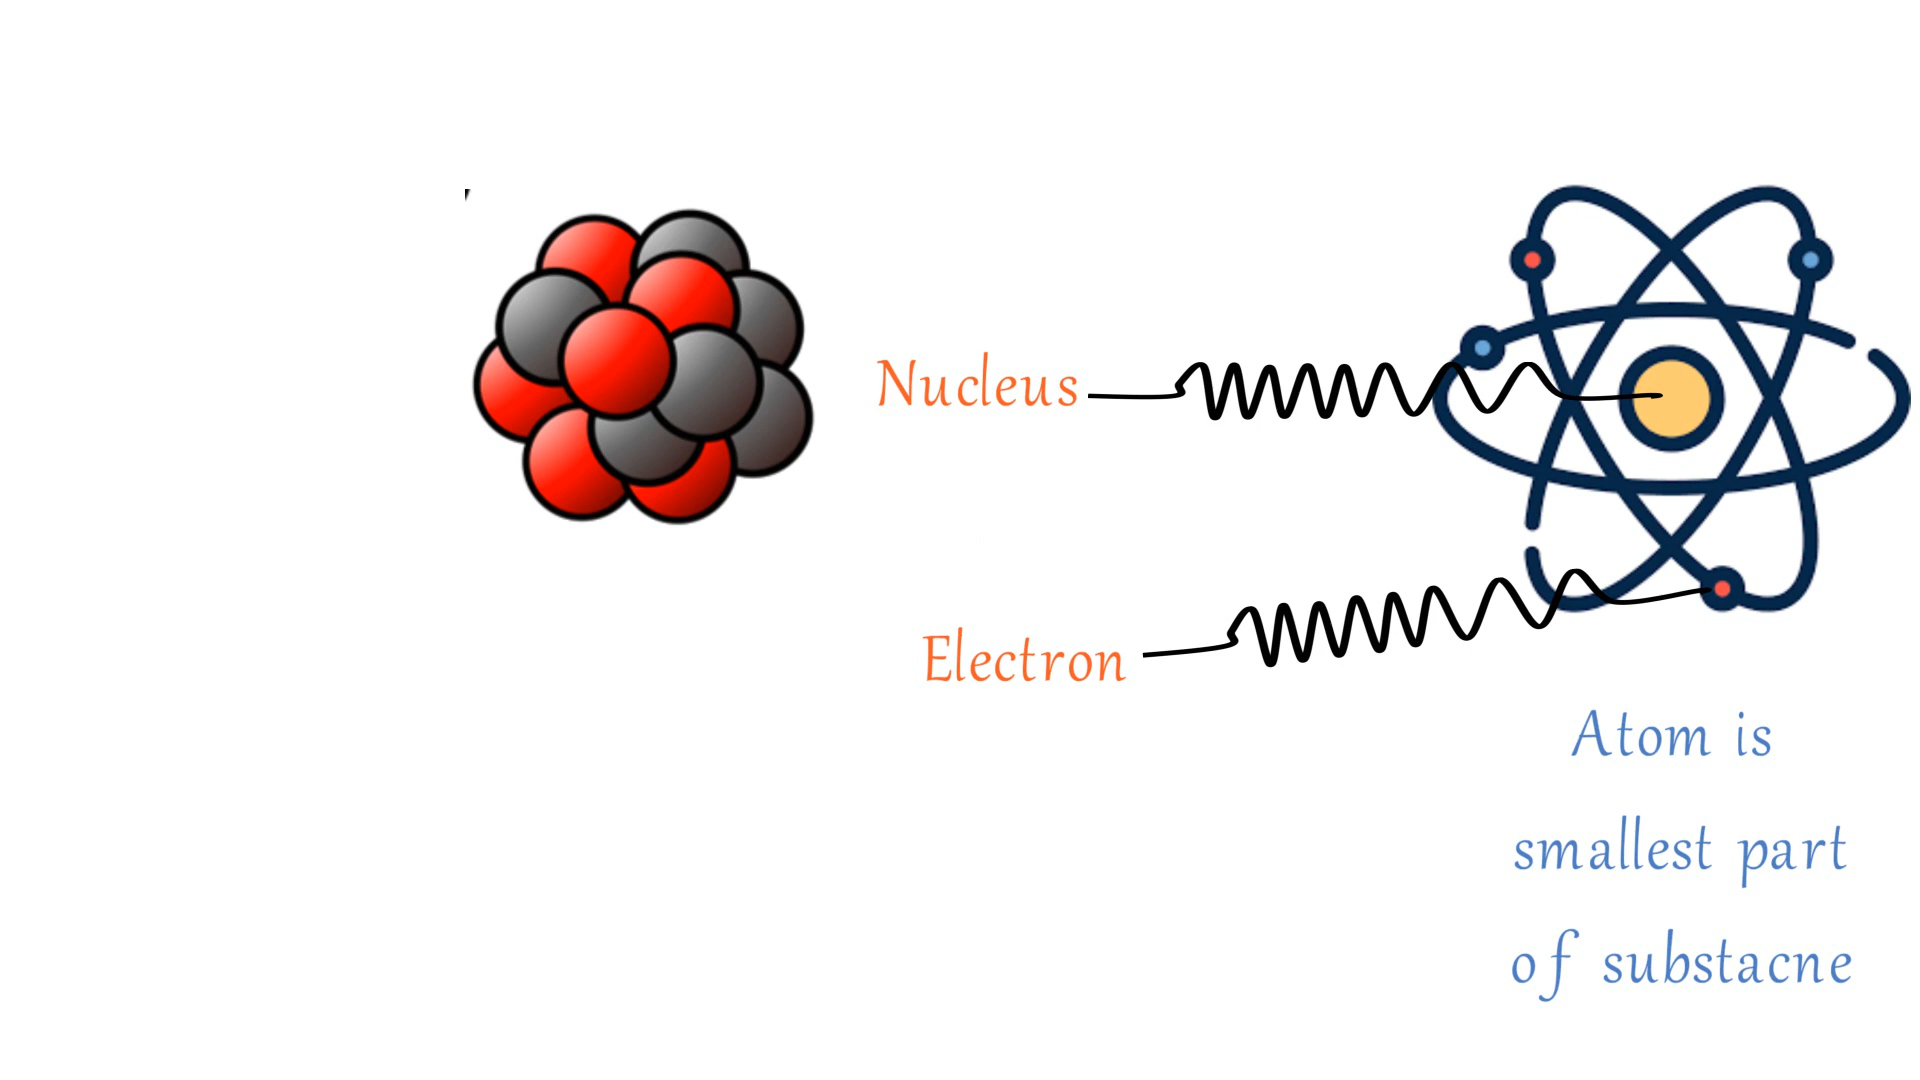 Nucleus
Electron
Atom is
smallest part
of substacne